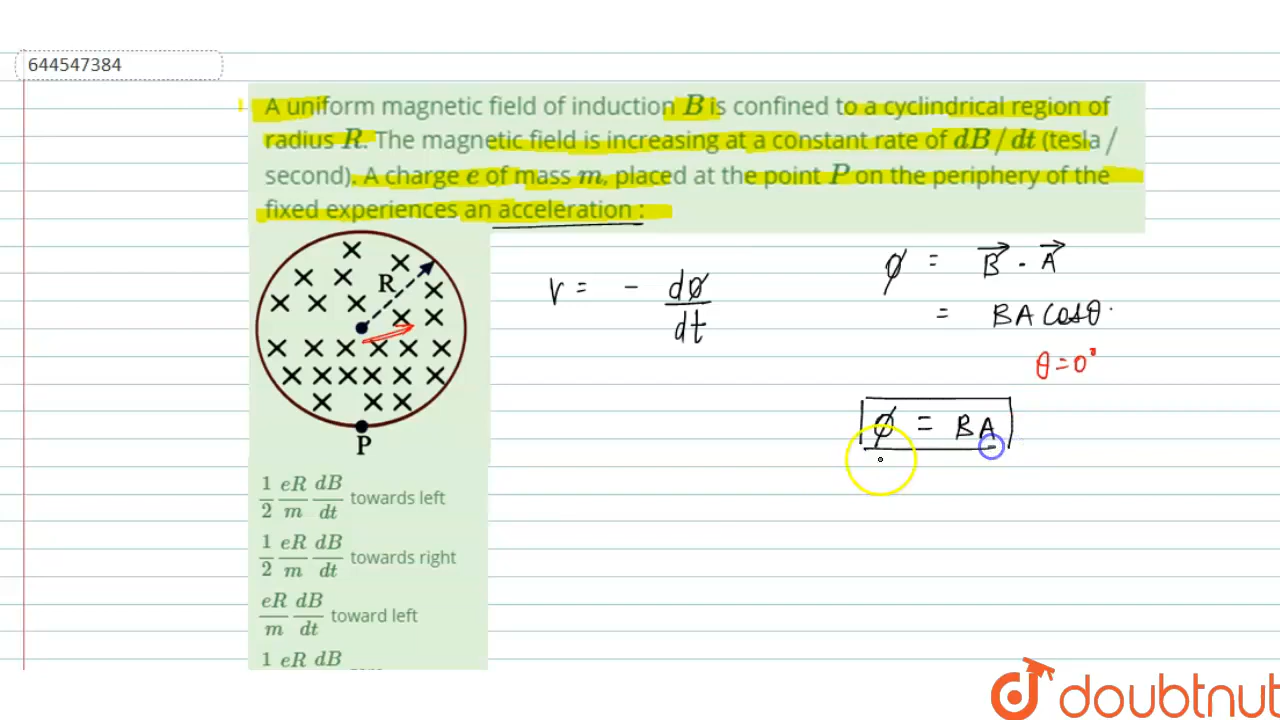 644547384
A uniform magnetic field of induction B is confined to a cyclindrical region of
radius R. The magnetic field is increasing at a constant rate of dB/dt (tesla/
second). A charge e of mass m, placed at the point P on the periphery of the
fixed experiences an acceleration :
R
P
V = - dφ/dt
φ = B⃗ . A⃗
= BA cosθ.
θ = 0°
φ = BA
1/2 eR/m dB/dt towards left
1/2 eR/m dB/dt towards right
eR/m dB/dt toward left
1 eR dB
doubtnut